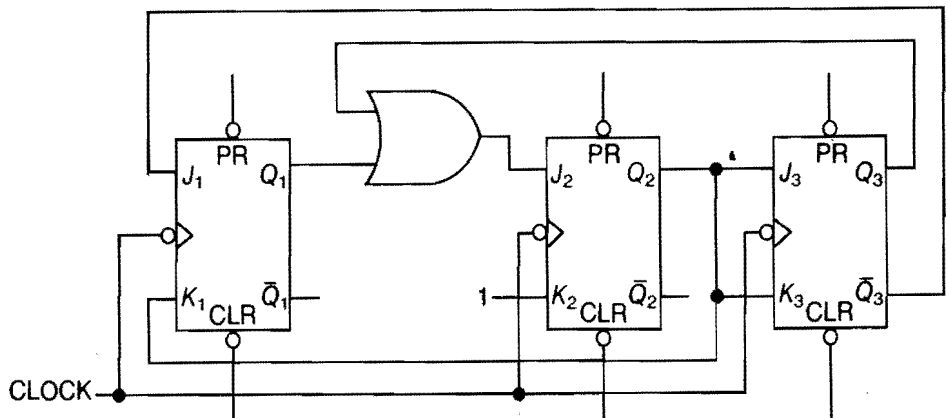 PR
J₁ Q₁
K₁ Q̅₁
CLR
PR
J₂ Q₂
1 K₂ Q̅₂
CLR
PR
J₃ Q₃
K₃ Q̅₃
CLR
CLOCK